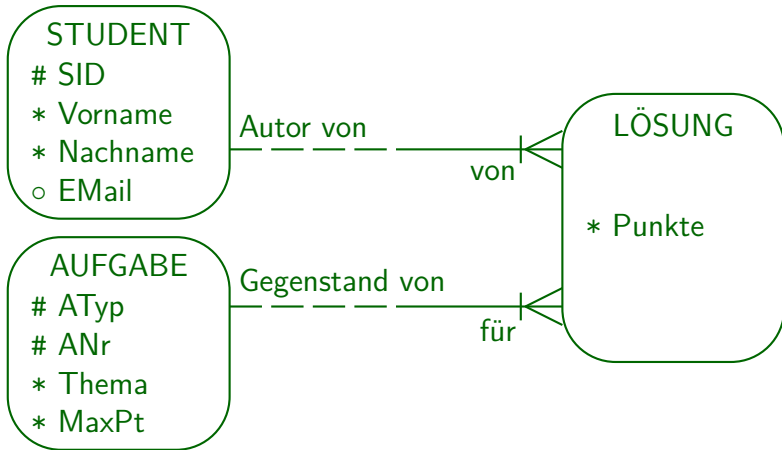 STUDENT
# SID
* Vorname
* Nachname
○ EMail
Autor von
von
LÖSUNG
* Punkte
AUFGABE
# ATyp
# ANr
* Thema
* MaxPt
Gegenstand von
für